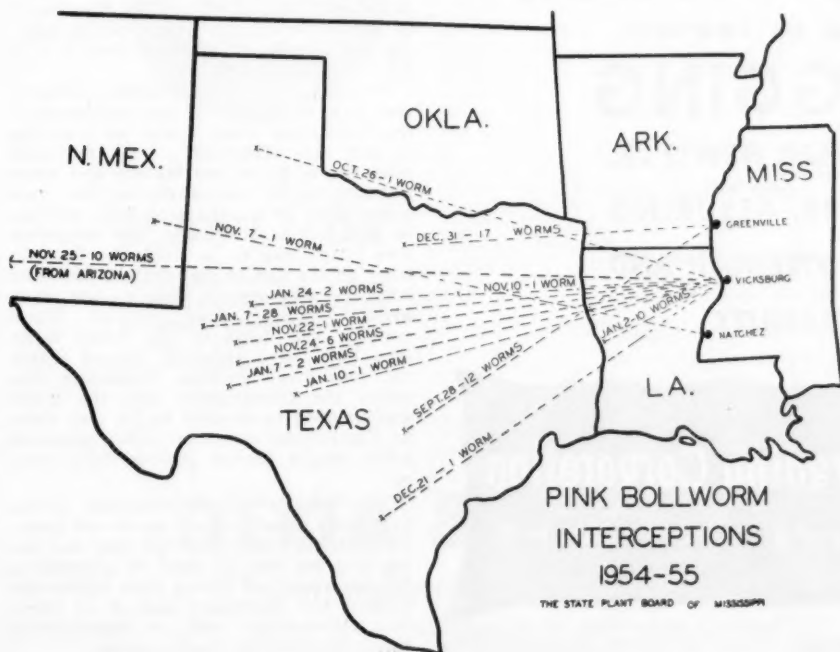 OKLA.
ARK.
N. MEX.
MISS
OCT. 26-1 WORM
NOV. 7-1 WORM
DEC. 31-17 WORMS
GREENVILLE
NOV. 25-10 WORMS
(FROM ARIZONA)
JAN. 24-2 WORMS
NOV. 10-1 WORM
VICKSBURG
JAN. 7-28 WORMS
NOV. 22-1 WORM
JAN. 2-10 WORMS
NATCHEZ
NOV. 24-6 WORMS
JAN. 7-2 WORMS
JAN. 10-1 WORM
SEPT. 28-12 WORMS
LA.
TEXAS
DEC. 21-1 WORM
PINK BOLLWORM
INTERCEPTIONS
1954-55
THE STATE PLANT BOARD OF MISSISSIPPI